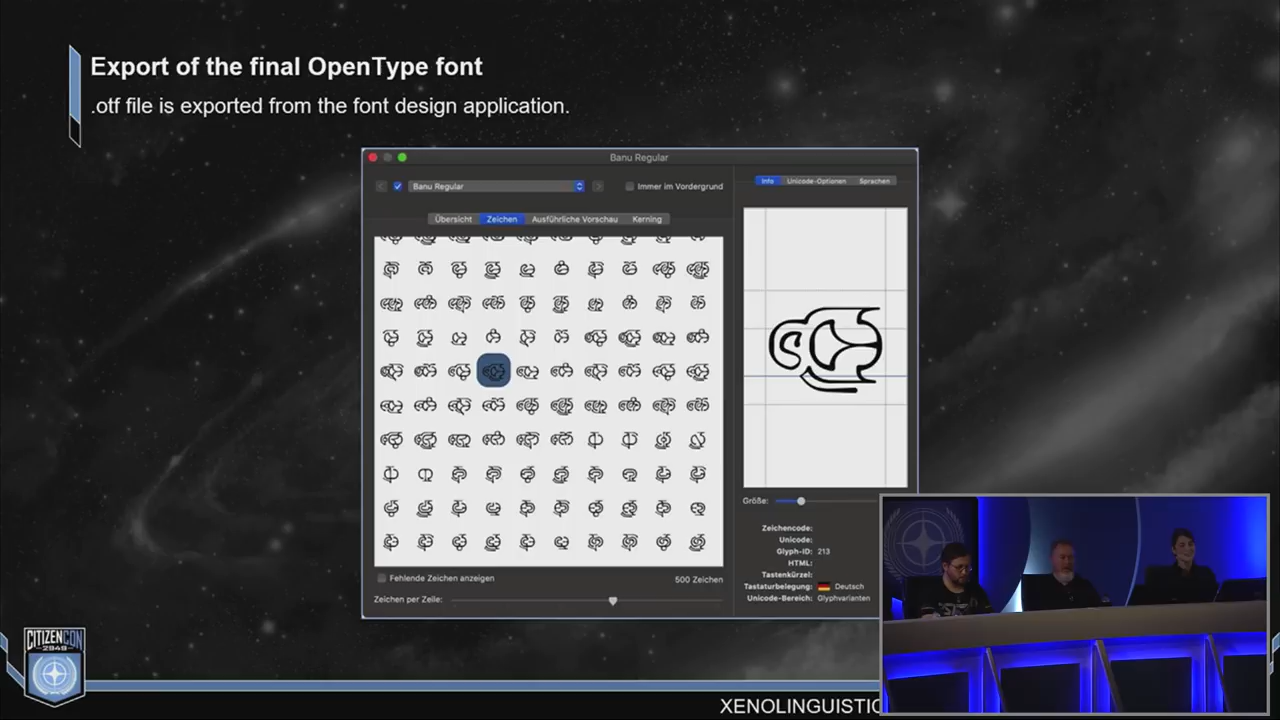 Export of the final OpenType font
.otf file is exported from the font design application.
Banu Regular
Banu Regular
Immer im Vordergrund
Info Unicode-Optionen Sprachen
Übersicht Zeichen Ausführliche Vorschau Kerning
Größe:
Zeichencode:
Unicode:
Glyph-ID: 213
HTML:
Tastenkürzel:
Tastaturbelegung: Deutsch
Unicode-Bereich: Glyphvarianten
Fehlende Zeichen anzeigen
500 Zeichen
Zeichen per Zeile:
CITIZENCON
2949
XENOLINGUISTIC